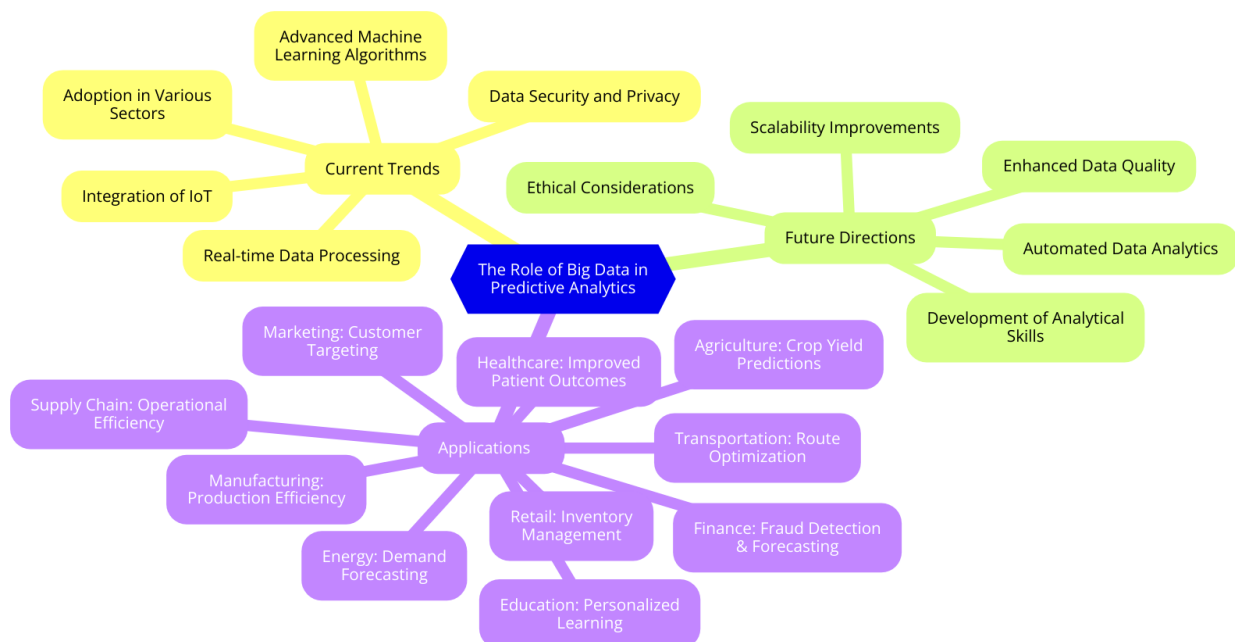 Advanced Machine
Learning Algorithms
Adoption in Various
Sectors
Data Security and Privacy
Current Trends
Integration of IoT
Real-time Data Processing
Scalability Improvements
Enhanced Data Quality
Ethical Considerations
Future Directions
Automated Data Analytics
Development of Analytical
Skills
The Role of Big Data in
Predictive Analytics
Marketing: Customer
Targeting
Healthcare: Improved
Patient Outcomes
Agriculture: Crop Yield
Predictions
Supply Chain: Operational
Efficiency
Applications
Transportation: Route
Optimization
Manufacturing:
Production Efficiency
Retail: Inventory
Management
Finance: Fraud Detection
& Forecasting
Energy: Demand
Forecasting
Education: Personalized
Learning